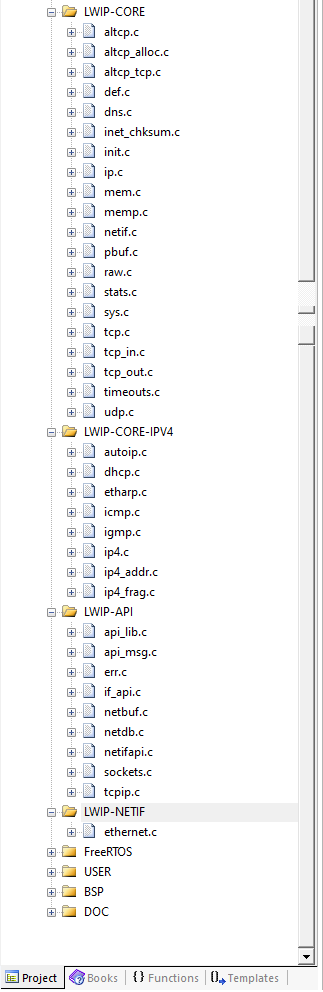 LWIP-CORE
altcp.c
altcp_alloc.c
altcp_tcp.c
def.c
dns.c
inet_chksum.c
init.c
ip.c
mem.c
memp.c
netif.c
pbuf.c
raw.c
stats.c
sys.c
tcp.c
tcp_in.c
tcp_out.c
timeouts.c
udp.c
LWIP-CORE-IPV4
autoip.c
dhcp.c
etharp.c
icmp.c
igmp.c
ip4.c
ip4_addr.c
ip4_frag.c
LWIP-API
api_lib.c
api_msg.c
err.c
if_api.c
netbuf.c
netdb.c
netifapi.c
sockets.c
tcpip.c
LWIP-NETIF
ethernet.c
FreeRTOS
USER
BSP
DOC
Project Books {} Functions 0 Templates